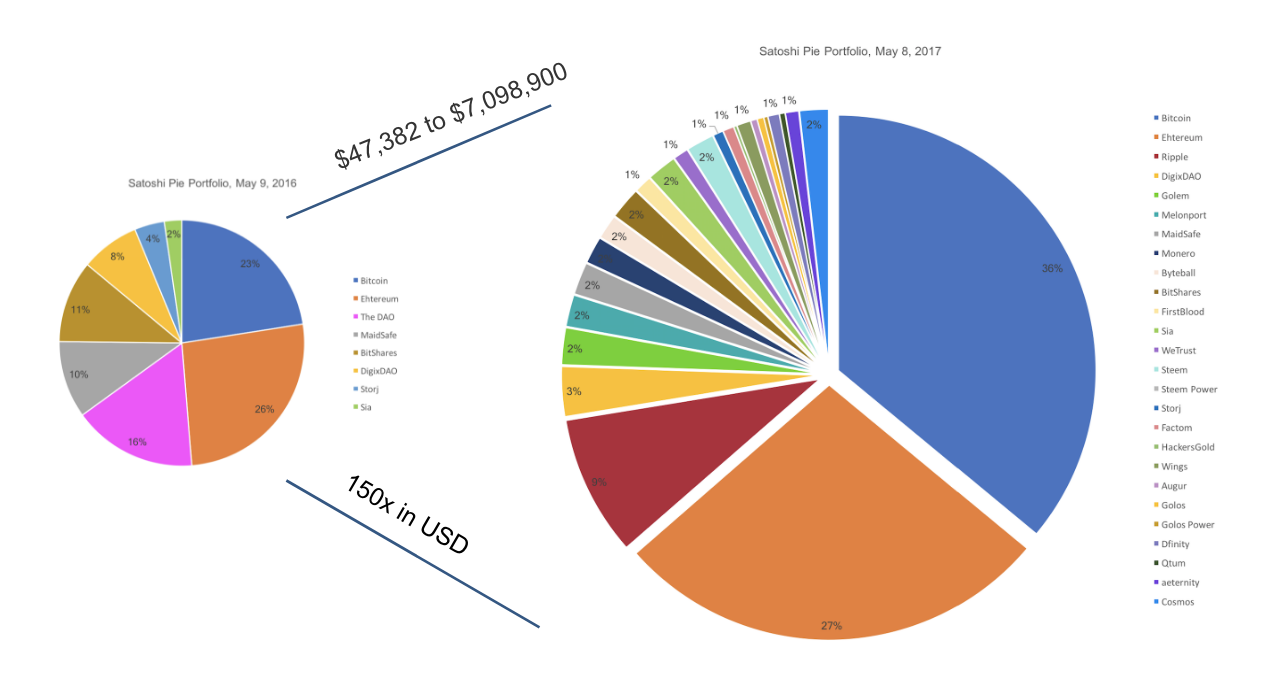 Satoshi Pie Portfolio, May 8, 2017
$47,382 to $7,098,900
Satoshi Pie Portfolio, May 9, 2016
23%
26%
16%
10%
11%
8%
4%
2%
Bitcoin
Ehtereum
The DAO
MaidSafe
BitShares
DigixDAO
Storj
Sia
150x in USD
36%
27%
9%
3%
2%
2%
2%
2%
2%
1%
2%
1%
2%
1%
1%
1%
1%
1%
2%
Bitcoin
Ehtereum
Ripple
DigixDAO
Golem
Melonport
MaidSafe
Monero
Byteball
BitShares
FirstBlood
Sia
WeTrust
Steem
Steem Power
Storj
Factom
HackersGold
Wings
Augur
Golos
Golos Power
Dfinity
Qtum
aeternity
Cosmos